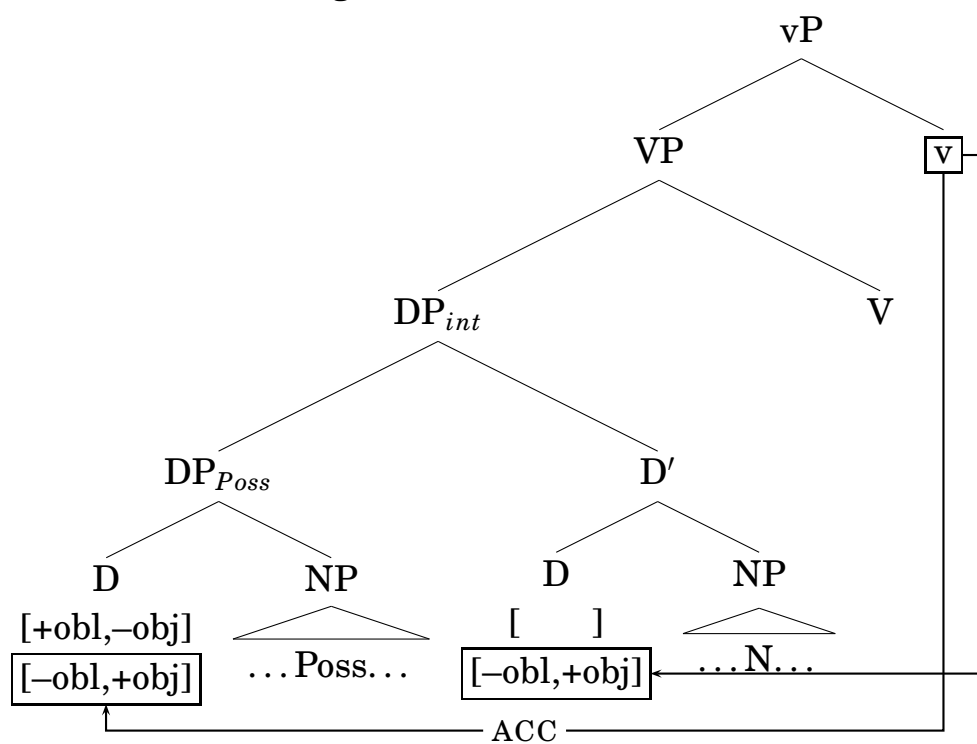 vP
VP v
DP_int V
DP_Poss D′
D NP D NP
[+obl,–obj] [ ]
[–obl,+obj] …Poss… [–obl,+obj] …N…
ACC